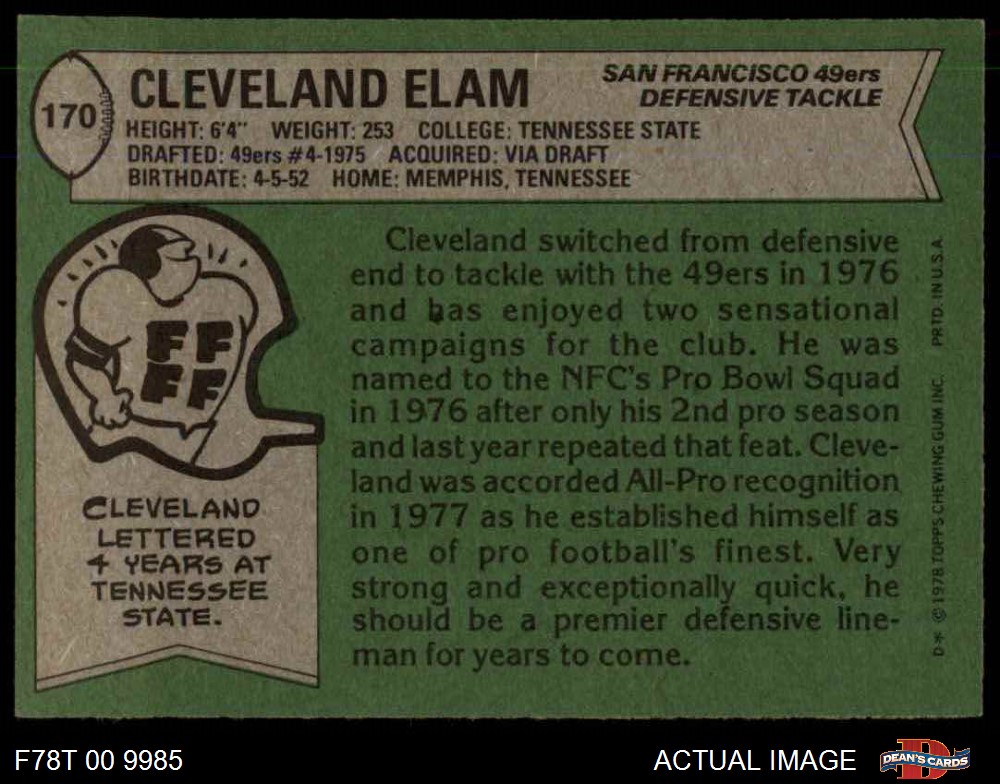 170
CLEVELAND ELAM
SAN FRANCISCO 49ers
DEFENSIVE TACKLE
HEIGHT: 6'4" WEIGHT: 253 COLLEGE: TENNESSEE STATE
DRAFTED: 49ers #4-1975 ACQUIRED: VIA DRAFT
BIRTHDATE: 4-5-52 HOME: MEMPHIS, TENNESSEE
FF
FF
CLEVELAND
LETTERED
4 YEARS AT
TENNESSEE
STATE.
Cleveland switched from defensive
end to tackle with the 49ers in 1976
and has enjoyed two sensational
campaigns for the club. He was
named to the NFC's Pro Bowl Squad
in 1976 after only his 2nd pro season
and last year repeated that feat. Cleve-
land was accorded All-Pro recognition
in 1977 as he established himself as
one of pro football's finest. Very
strong and exceptionally quick, he
should be a premier defensive line-
man for years to come.
D* © 1978 TOPPS CHEWING GUM INC. PRTD. IN U.S.A.
F78T 00 9985
ACTUAL IMAGE
D
DEAN'S CARDS